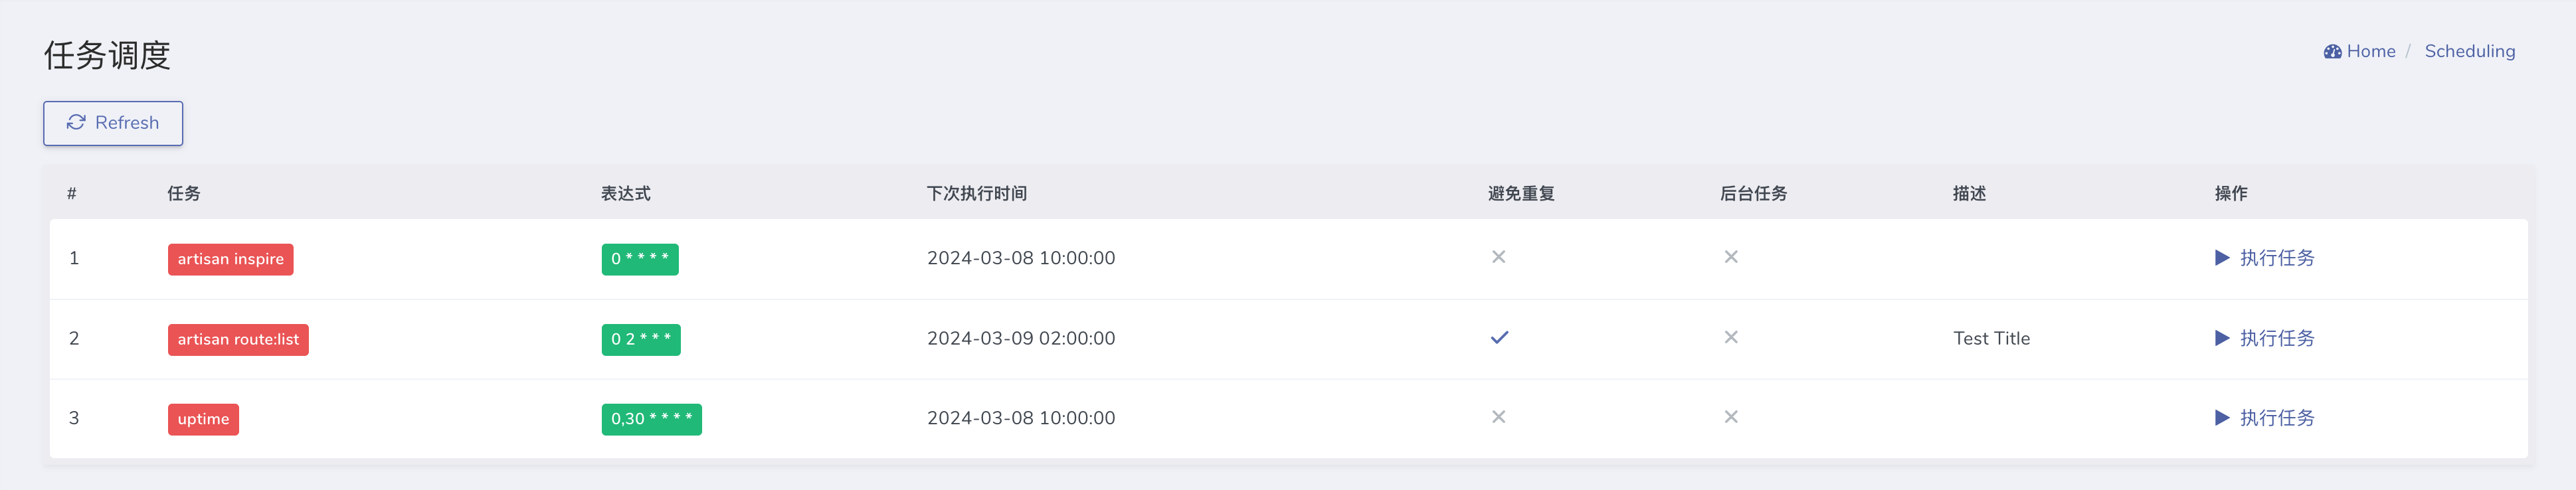 任务调度
Home / Scheduling
Refresh
# 任务 表达式 下次执行时间 避免重复 后台任务 描述 操作
1 artisan inspire 0 * * * * 2024-03-08 10:00:00 执行任务
2 artisan route:list 0 2 * * * 2024-03-09 02:00:00 Test Title 执行任务
3 uptime 0,30 * * * * 2024-03-08 10:00:00 执行任务